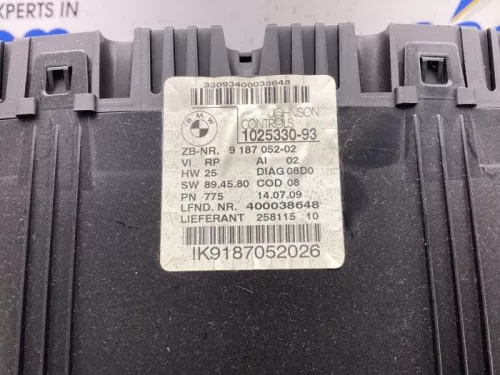 EXPERTS IN
33093400038648
BMW
JOHNSON
CONTROLS
1025330-93
ZB-NR. 9 187 052-02
VI RP AI 02
HW 25 DIAG 08D0
SW 89.45.80 COD 08
PN 775 14.07.09
LFND. NR. 400038648
LIEFERANT 258115 10
IK9187052026